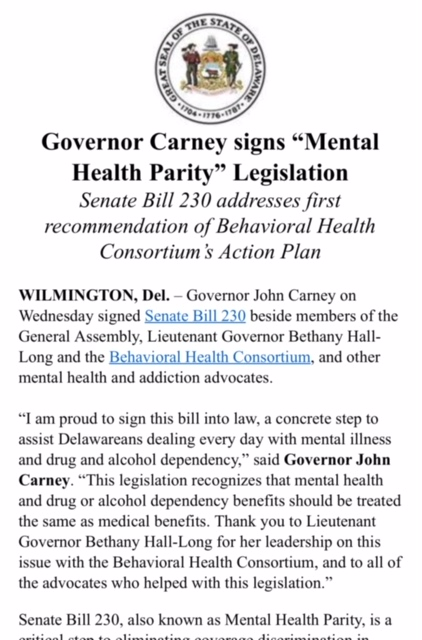 GREAT SEAL OF THE STATE OF DELAWARE
1704 • 1776 • 1787
Governor Carney signs “Mental
Health Parity” Legislation
Senate Bill 230 addresses first
recommendation of Behavioral Health
Consortium’s Action Plan
WILMINGTON, Del. – Governor John Carney on
Wednesday signed Senate Bill 230 beside members of the
General Assembly, Lieutenant Governor Bethany Hall-
Long and the Behavioral Health Consortium, and other
mental health and addiction advocates.
“I am proud to sign this bill into law, a concrete step to
assist Delawareans dealing every day with mental illness
and drug and alcohol dependency,” said Governor John
Carney. “This legislation recognizes that mental health
and drug or alcohol dependency benefits should be treated
the same as medical benefits. Thank you to Lieutenant
Governor Bethany Hall-Long for her leadership on this
issue with the Behavioral Health Consortium, and to all of
the advocates who helped with this legislation.”
Senate Bill 230, also known as Mental Health Parity, is a
critical step to eliminating coverage discrimination in